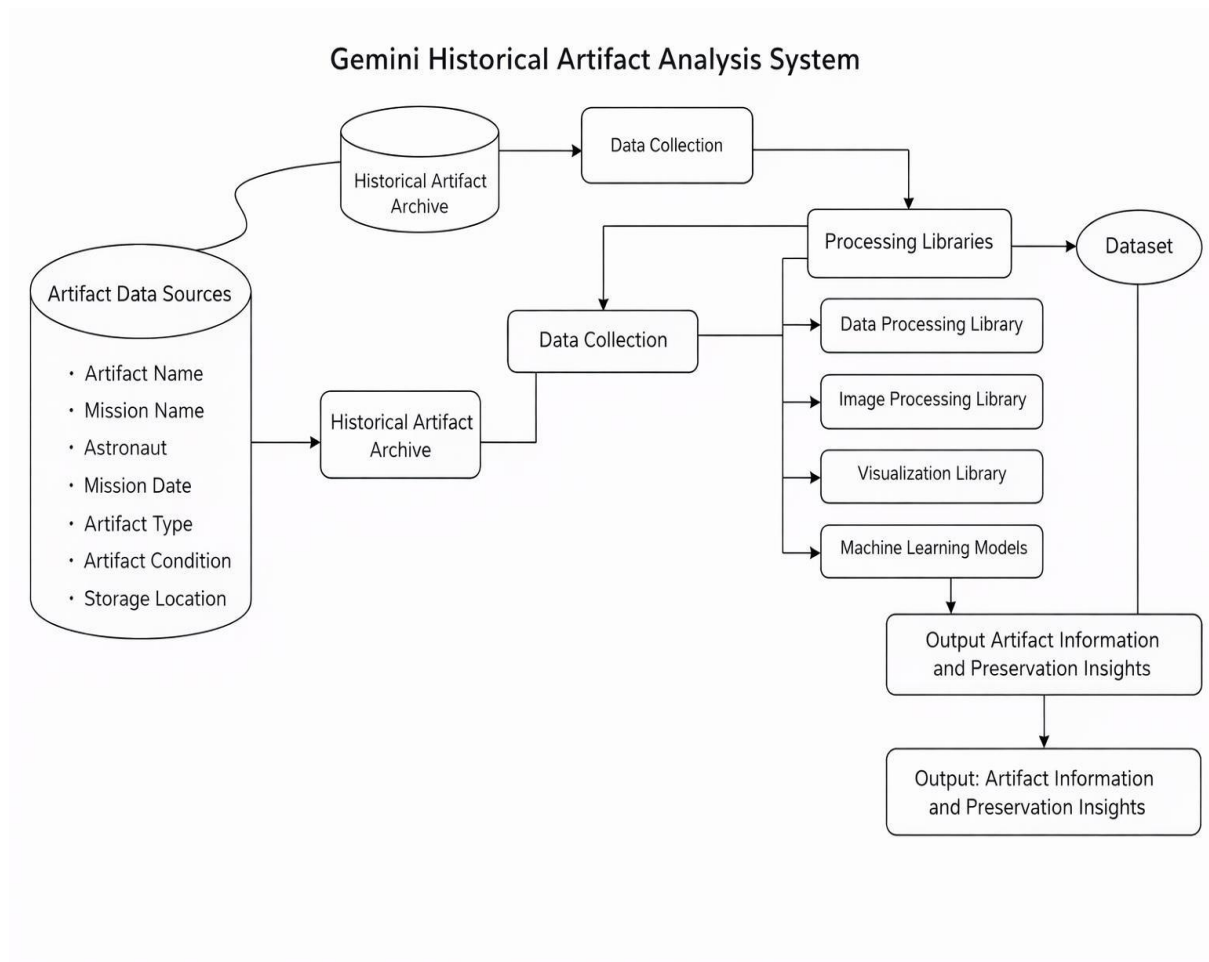 Gemini Historical Artifact Analysis System
Historical Artifact
Archive
Data Collection
Processing Libraries
Dataset
Artifact Data Sources
• Artifact Name
• Mission Name
• Astronaut
• Mission Date
• Artifact Type
• Artifact Condition
• Storage Location
Historical Artifact
Archive
Data Collection
Data Processing Library
Image Processing Library
Visualization Library
Machine Learning Models
Output Artifact Information
and Preservation Insights
Output: Artifact Information
and Preservation Insights